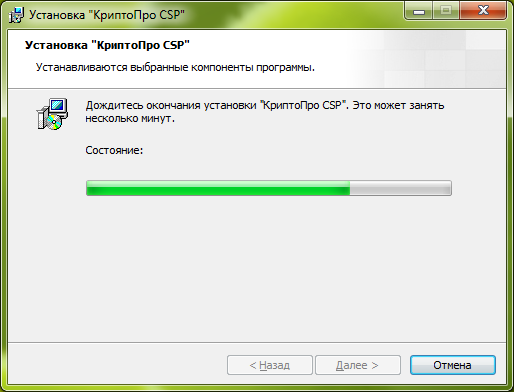 Установка "КриптоПро CSP"
Установка "КриптоПро CSP"
Устанавливаются выбранные компоненты программы.
Дождитесь окончания установки "КриптоПро CSP". Это может занять
несколько минут.
Состояние:
< Назад
Далее >
Отмена